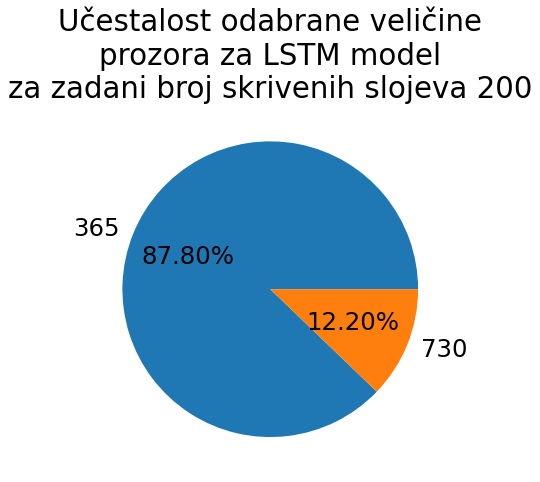 Učestalost odabrane veličine
prozora za LSTM model
za zadani broj skrivenih slojeva 200
365
87.80%
12.20%
730